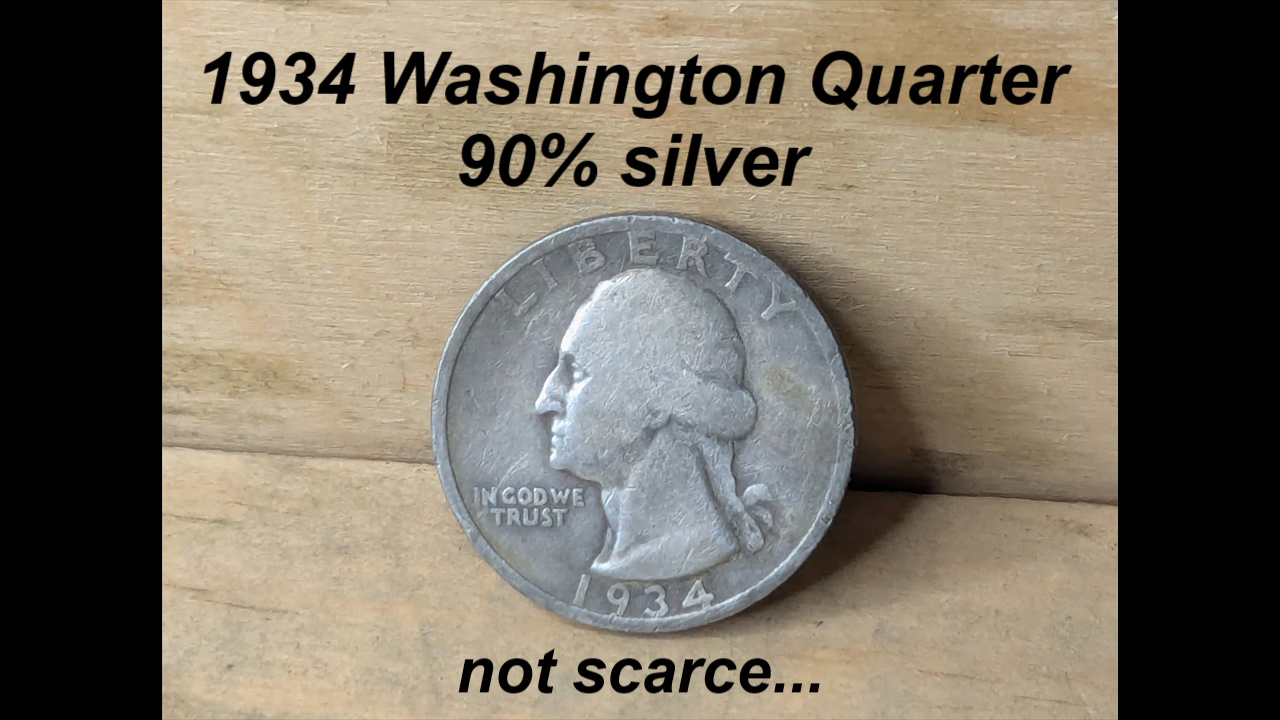 1934 Washington Quarter
90% silver
LIBERTY
IN GOD WE
TRUST
1934
not scarce...